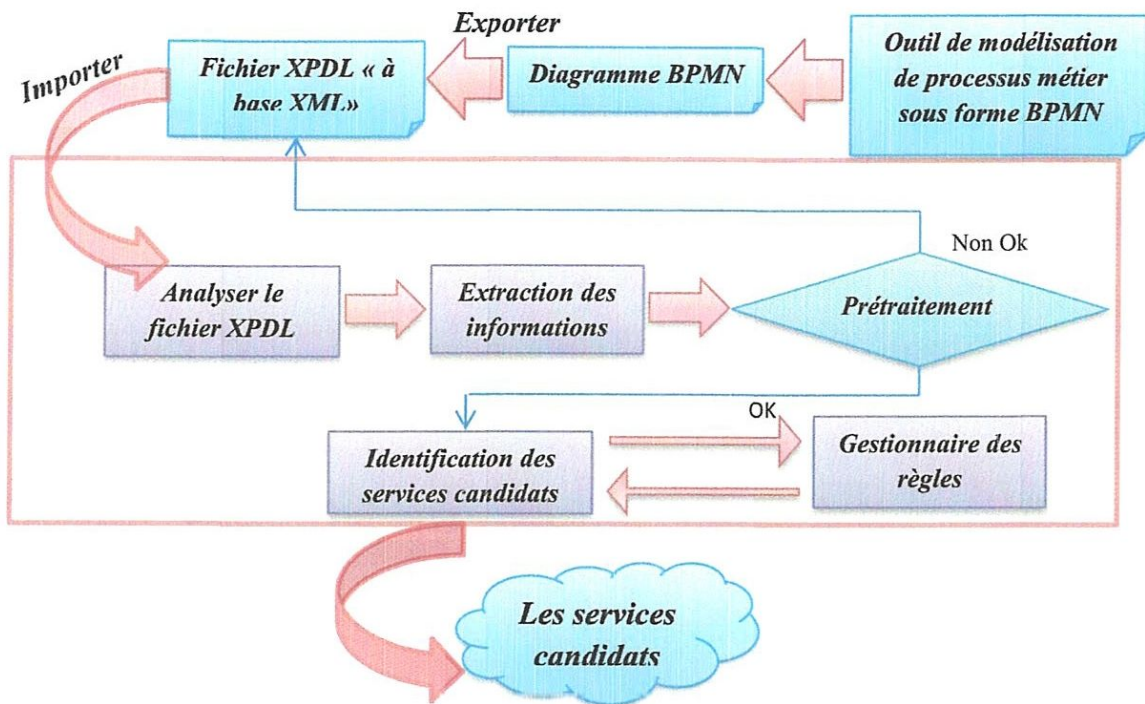 Exporter
Importer
Fichier XPDL « à
base XML»
Diagramme BPMN
Outil de modélisation
de processus métier
sous forme BPMN
Non Ok
Analyser le
fichier XPDL
Extraction des
informations
Prétraitement
OK
Identification des
services candidats
Gestionnaire des
règles
Les services
candidats